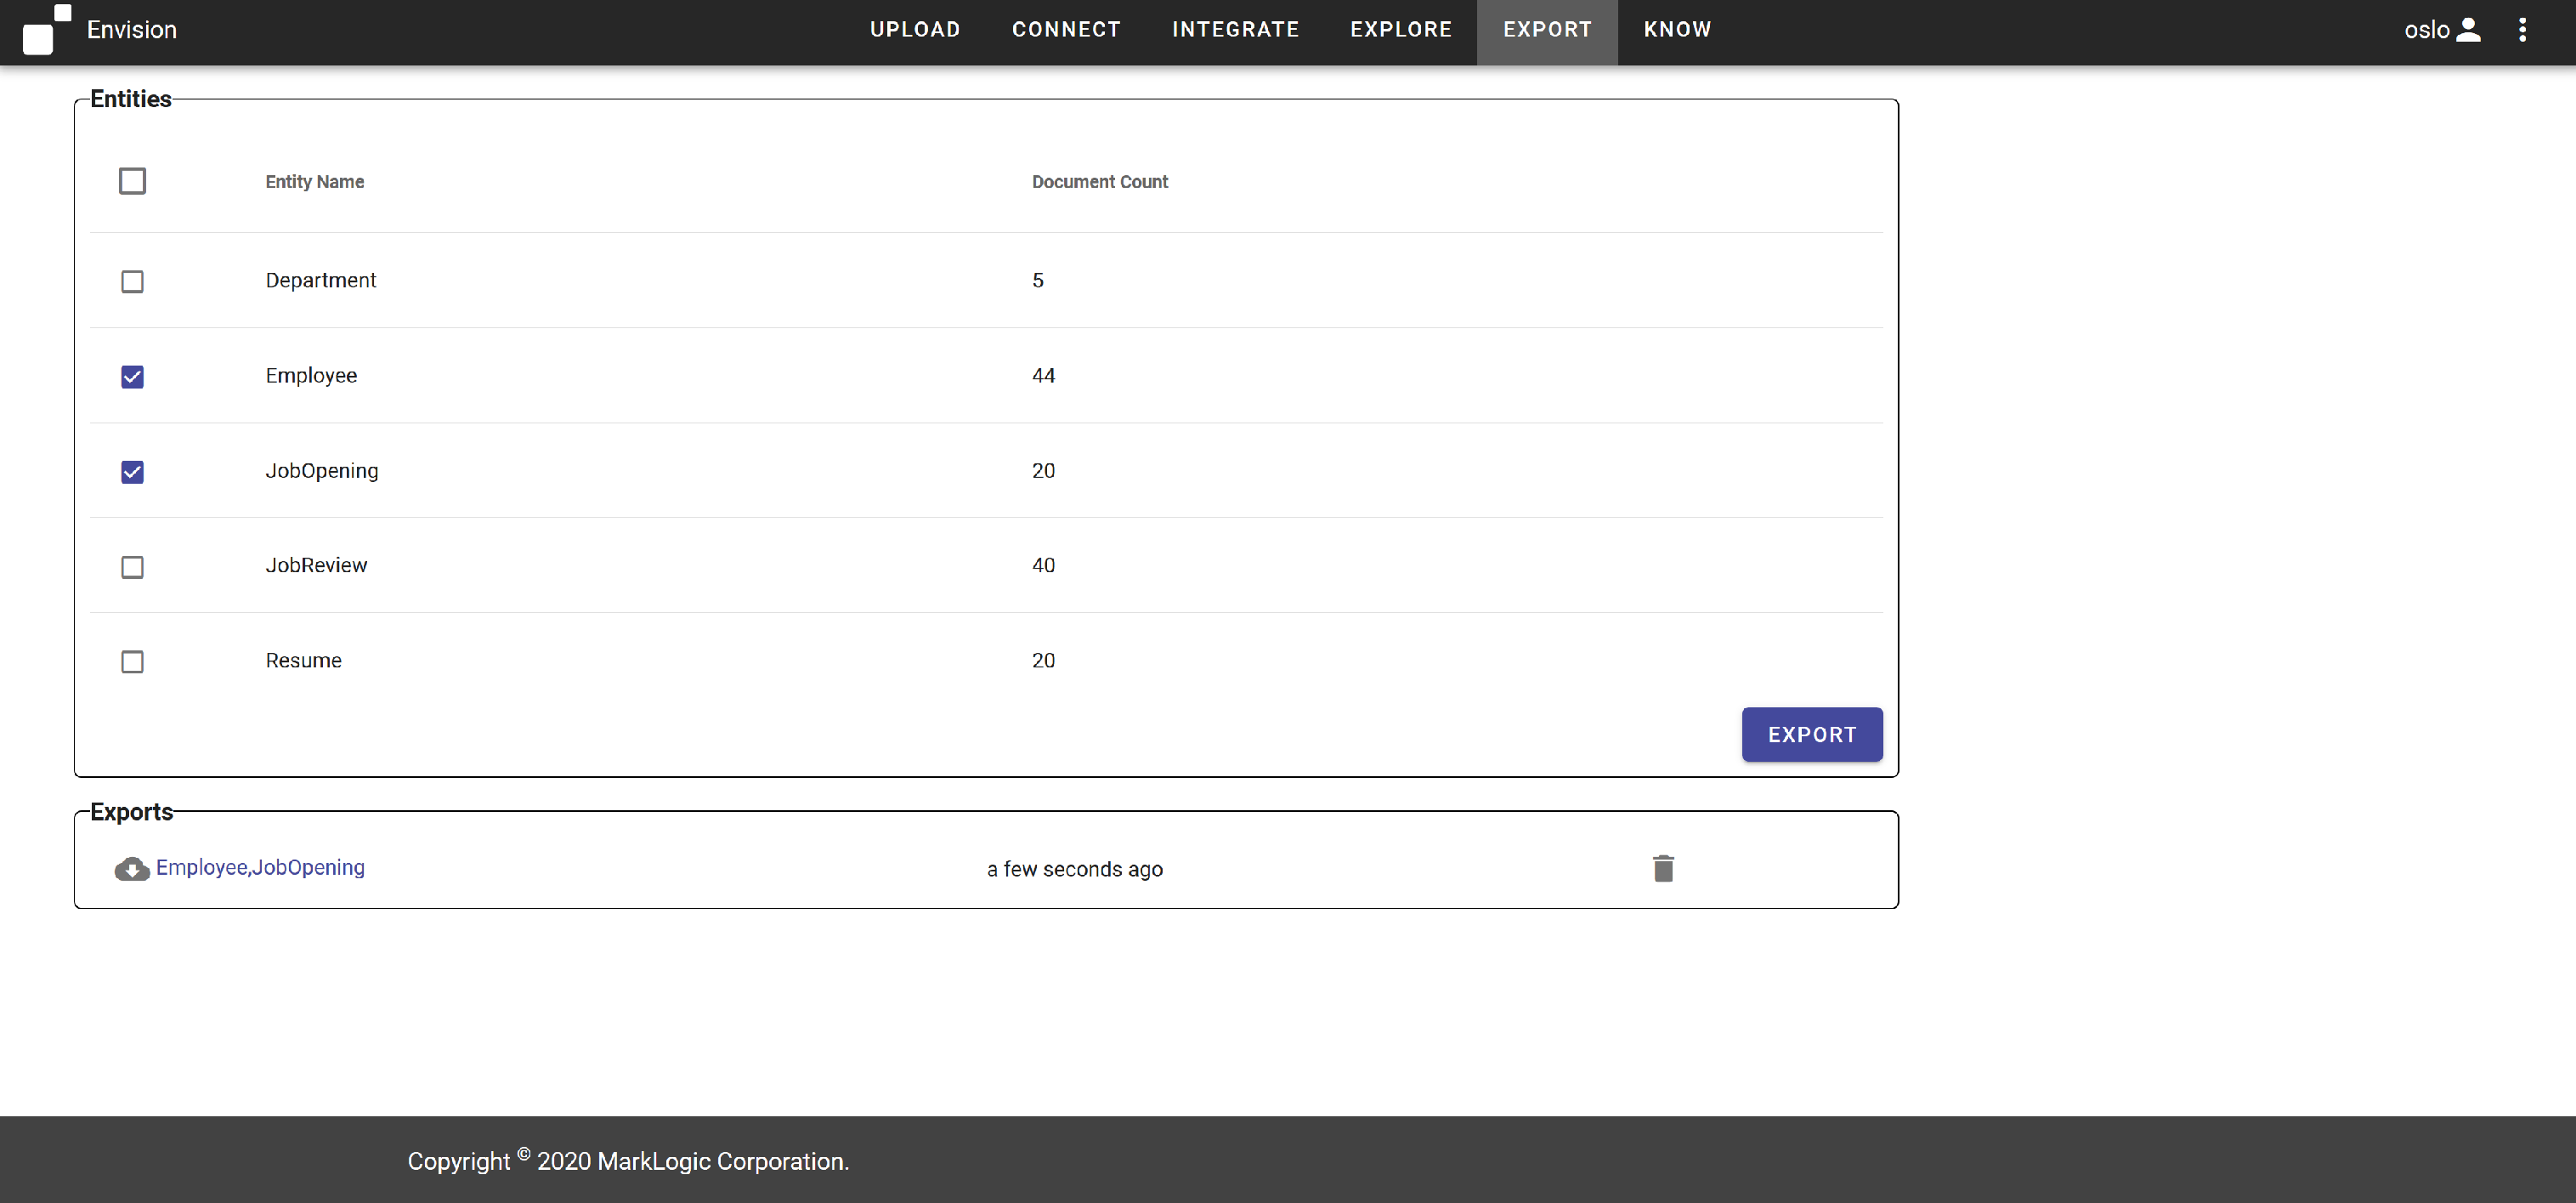 Envision UPLOAD CONNECT INTEGRATE EXPLORE EXPORT KNOW oslo
Entities
Entity Name Document Count
Department 5
Employee 44
JobOpening 20
JobReview 40
Resume 20
EXPORT
Exports
Employee,JobOpening a few seconds ago
Copyright © 2020 MarkLogic Corporation.